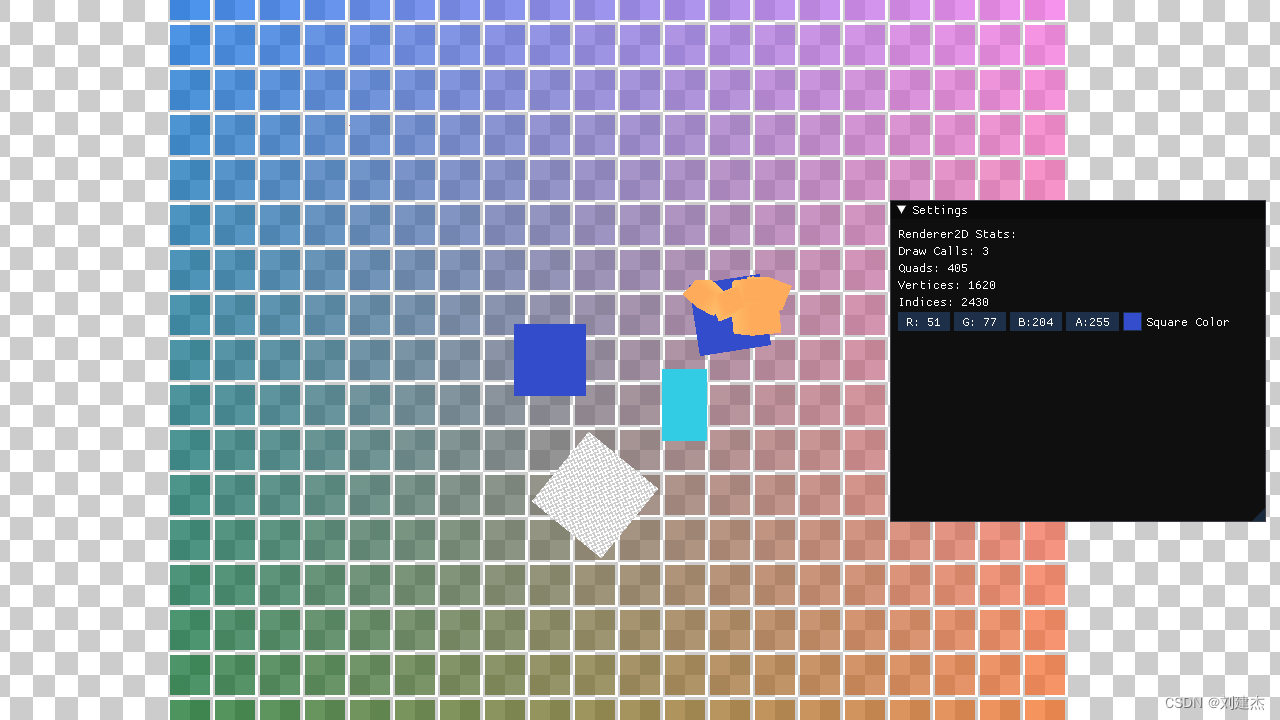 Settings
Renderer2D Stats:
Draw Calls: 3
Quads: 405
Vertices: 1620
Indices: 2430
R: 51 G: 77 B:204 A:255 Square Color
CSDN @刘建杰